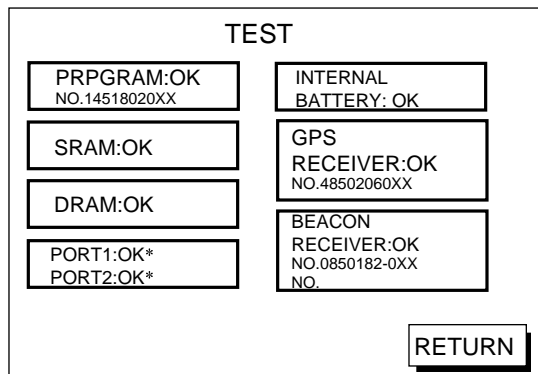 TEST
PRPGRAM:OK
NO.14518020XX
SRAM:OK
DRAM:OK
PORT1:OK*
PORT2:OK*
INTERNAL
BATTERY: OK
GPS
RECEIVER:OK
NO.48502060XX
BEACON
RECEIVER:OK
NO.0850182-0XX
NO.
RETURN